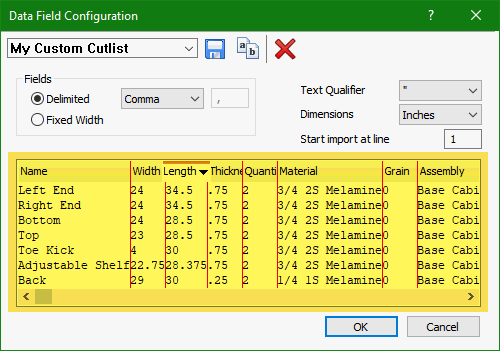 Data Field Configuration ? ×
My Custom Cutlist
Fields
Delimited Comma ,
Fixed Width
Text Qualifier "
Dimensions Inches
Start import at line 1
Name Width Length Thickne Quanti Material Grain Assembly
Left End 24 34.5 .75 2 3/4 2S Melamine 0 Base Cabi
Right End 24 34.5 .75 2 3/4 2S Melamine 0 Base Cabi
Bottom 24 28.5 .75 2 3/4 2S Melamine 0 Base Cabi
Top 23 28.5 .75 2 3/4 2S Melamine 0 Base Cabi
Toe Kick 4 30 .75 2 3/4 2S Melamine 0 Base Cabi
Adjustable Shelf 22.75 28.375 .75 2 3/4 2S Melamine 0 Base Cabi
Back 29 30 .25 2 1/4 1S Melamine 0 Base Cabi
OK Cancel